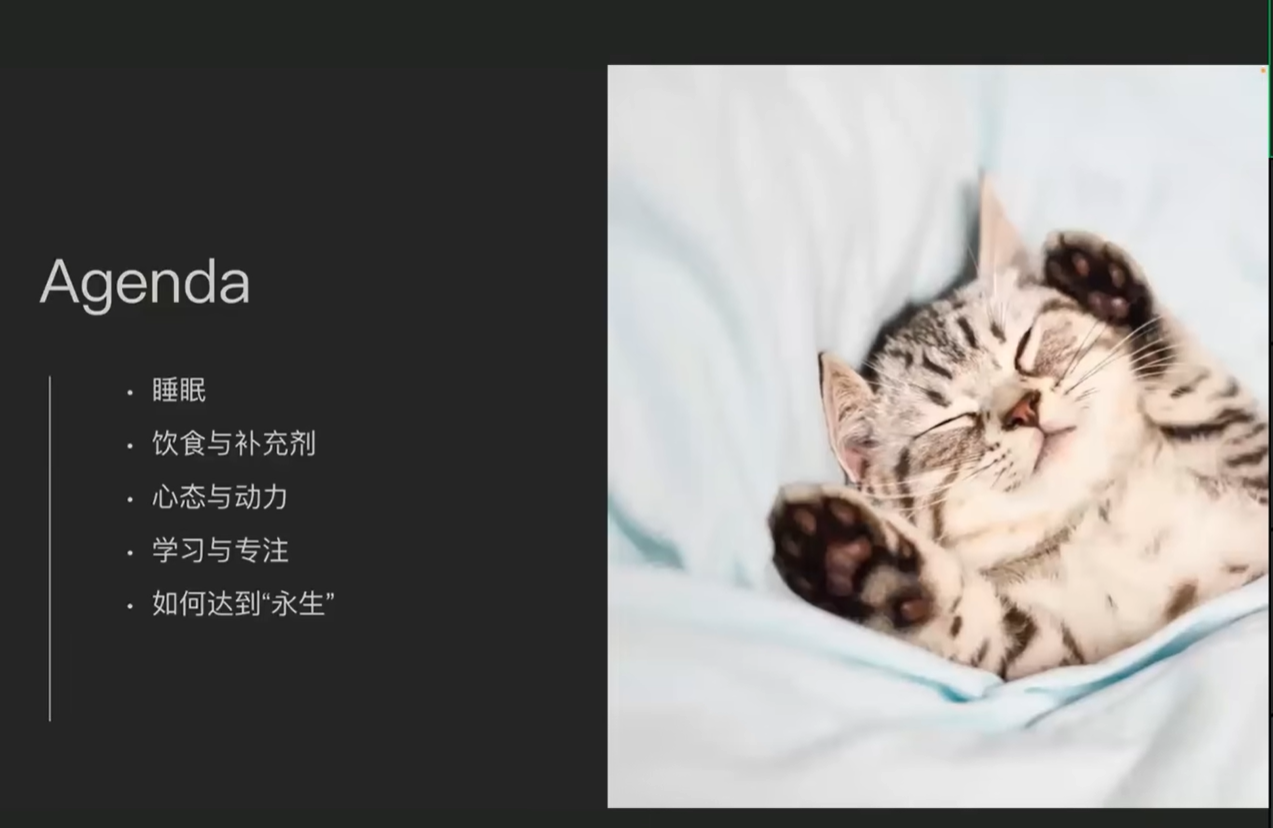 Agenda
• 睡眠
• 饮食与补充剂
• 心态与动力
• 学习与专注
• 如何达到“永生”